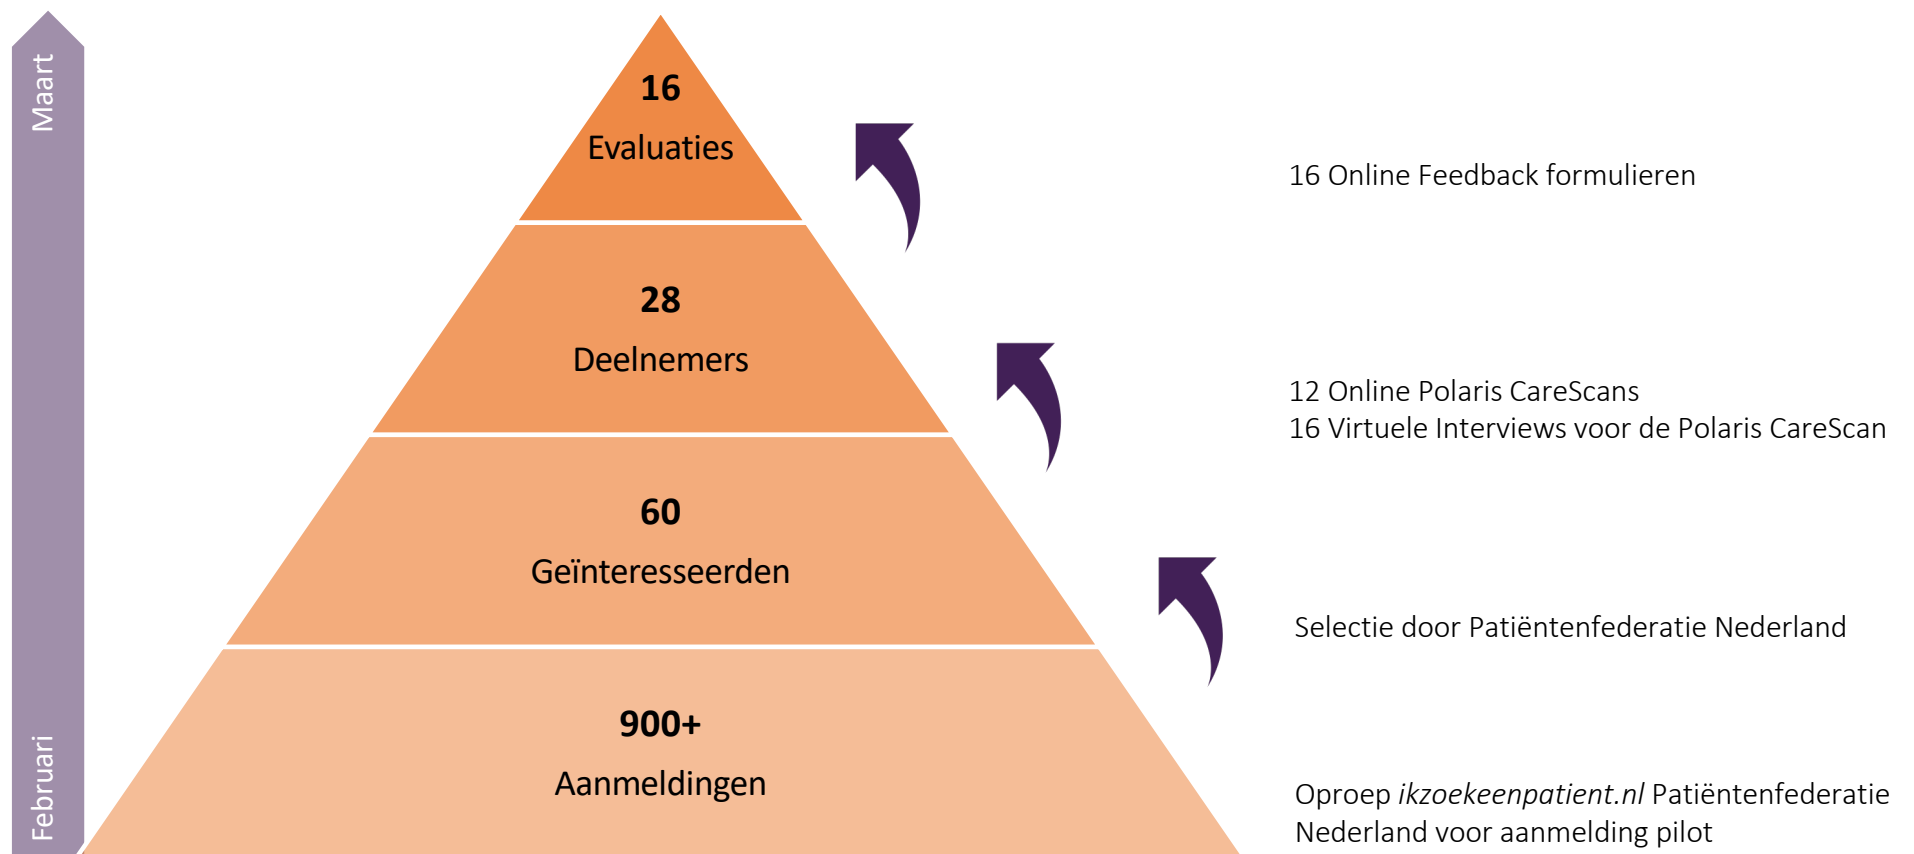 Maart
16
Evaluaties
16 Online Feedback formulieren
28
Deelnemers
12 Online Polaris CareScans
16 Virtuele Interviews voor de Polaris CareScan
60
Geïnteresseerden
Selectie door Patiëntenfederatie Nederland
900+
Aanmeldingen
Februari
Oproep ikzoekeenpatient.nl Patiëntenfederatie
Nederland voor aanmelding pilot